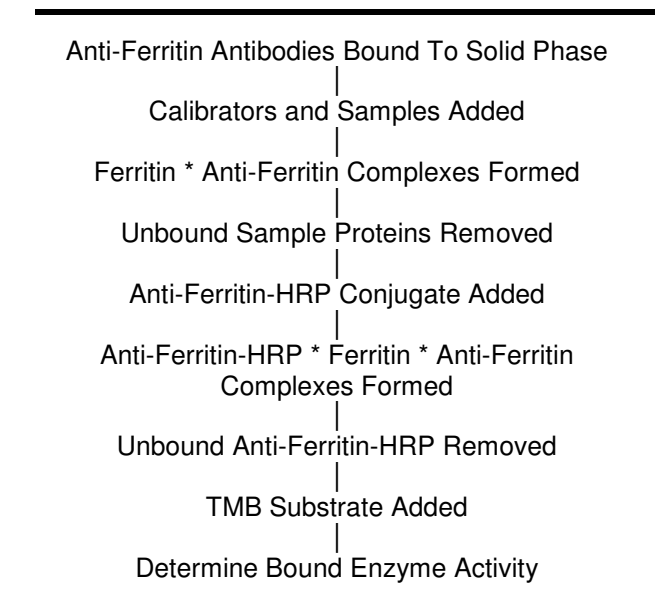 Anti-Ferritin Antibodies Bound To Solid Phase
Calibrators and Samples Added
Ferritin * Anti-Ferritin Complexes Formed
Unbound Sample Proteins Removed
Anti-Ferritin-HRP Conjugate Added
Anti-Ferritin-HRP * Ferritin * Anti-Ferritin
Complexes Formed
Unbound Anti-Ferritin-HRP Removed
TMB Substrate Added
Determine Bound Enzyme Activity